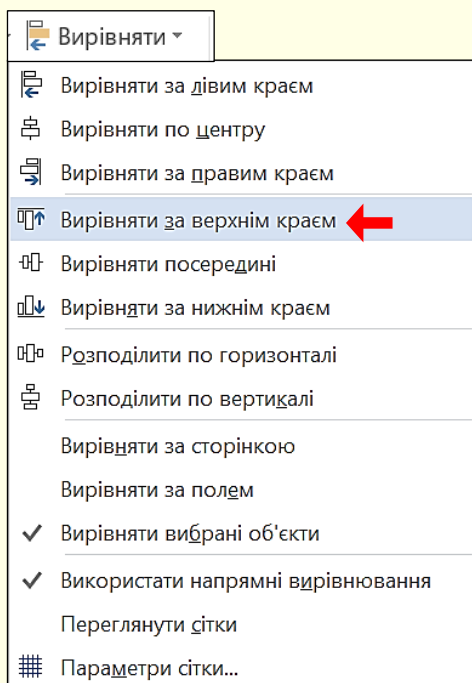 Вирівняти
Вирівняти за лівим краєм
Вирівняти по центру
Вирівняти за правим краєм
Вирівняти за верхнім краєм
Вирівняти посередині
Вирівняти за нижнім краєм
Розподілити по горизонталі
Розподілити по вертикалі
Вирівняти за сторінкою
Вирівняти за полем
Вирівняти вибрані об'єкти
Використати напрямні вирівнювання
Переглянути сітки
Параметри сітки...